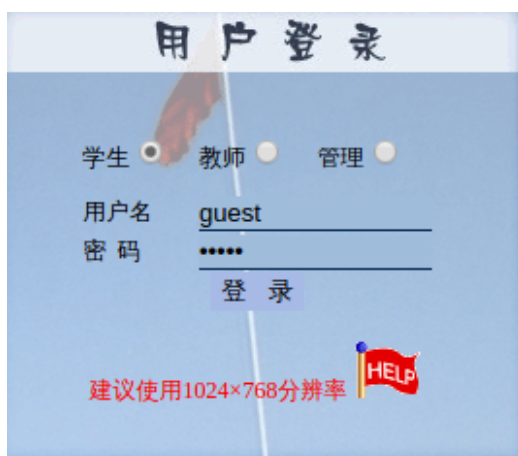 用户登录
学生 教师 管理
用户名 guest
密 码 •••••
登 录
建议使用1024×768分辨率 HELP